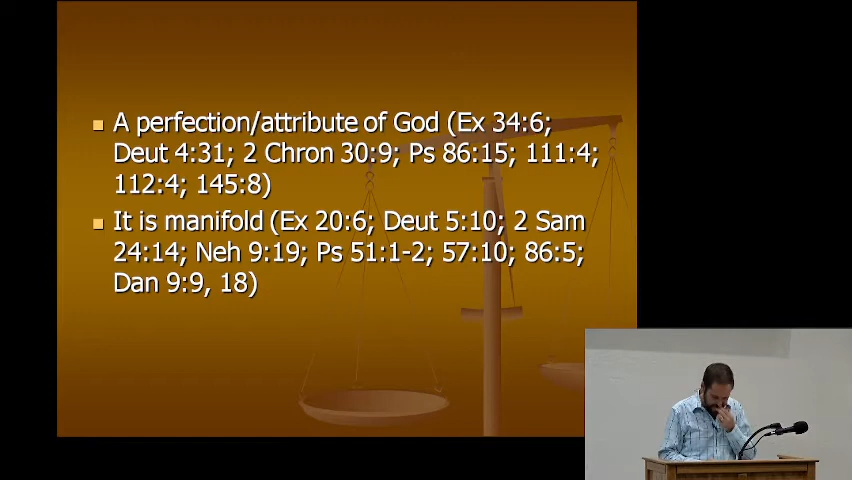 A perfection/attribute of God (Ex 34:6;
Deut 4:31; 2 Chron 30:9; Ps 86:15; 111:4;
112:4; 145:8)
It is manifold (Ex 20:6; Deut 5:10; 2 Sam
24:14; Neh 9:19; Ps 51:1-2; 57:10; 86:5;
Dan 9:9, 18)